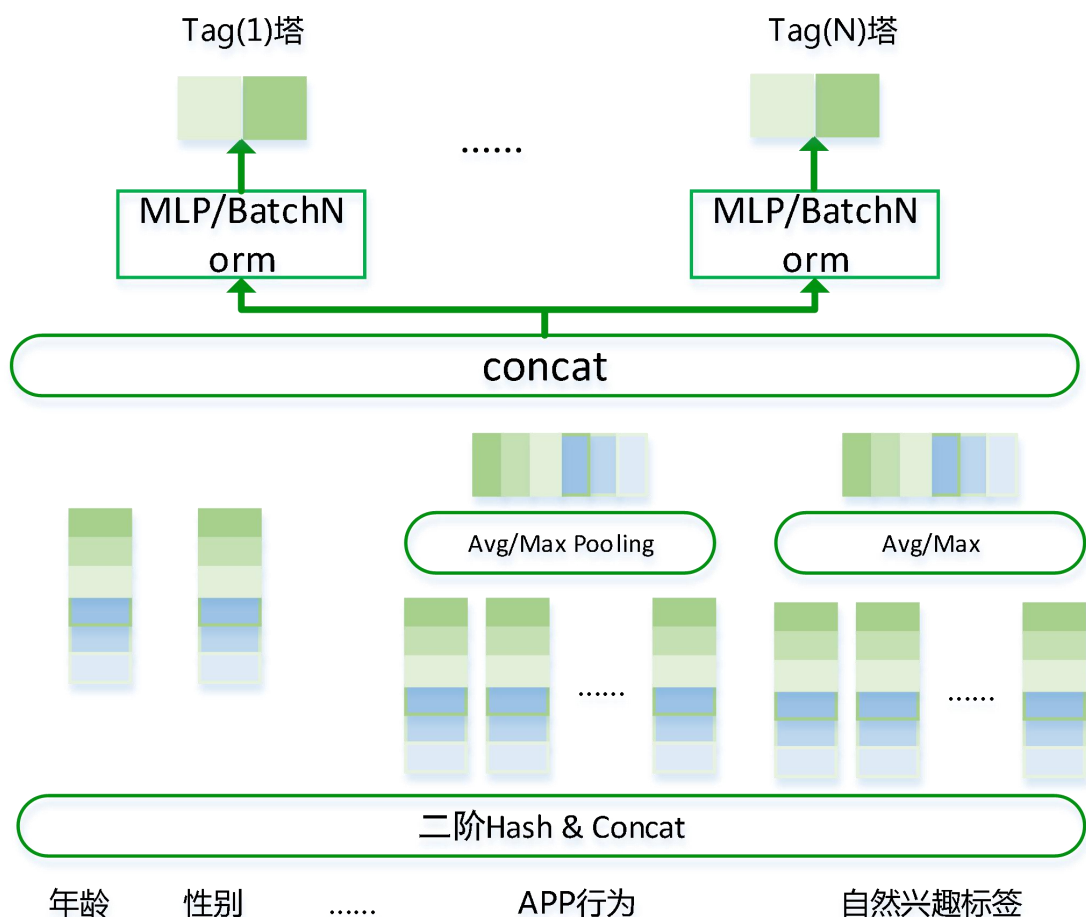 Tag(1)塔
Tag(N)塔
......
MLP/BatchN
orm
MLP/BatchN
orm
concat
Avg/Max Pooling
Avg/Max
......
......
二阶Hash & Concat
年龄
性别
......
APP行为
自然兴趣标签